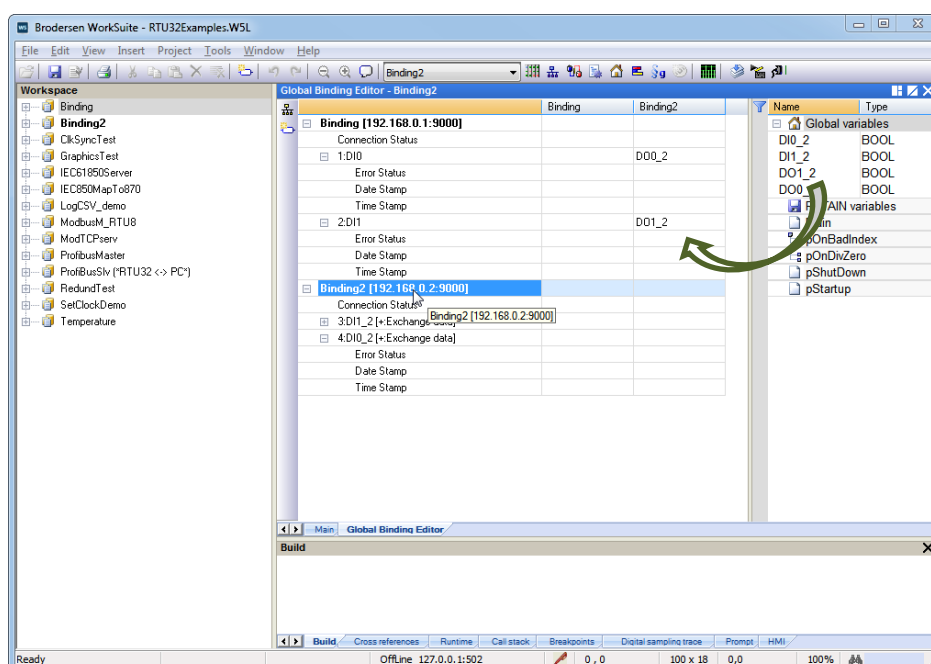 Brodersen WorkSuite - RTU32Examples.W5L
File Edit View Insert Project Tools Window Help
Binding2
Workspace
Binding
Binding2
ClkSyncTest
GraphicsTest
IEC61850Server
IEC850MapTo870
LogCSV_demo
ModbusM_RTU8
ModTCPserv
ProfibusMaster
ProfiBusSlv (*RTU32 <-> PC*)
RedundTest
SetClockDemo
Temperature
Global Binding Editor - Binding2
Binding Binding2
Binding [192.168.0.1:9000]
Connection Status
1:DI0 DO0_2
Error Status
Date Stamp
Time Stamp
2:DI1 DO1_2
Error Status
Date Stamp
Time Stamp
Binding2 [192.168.0.2:9000]
Connection Status
Binding2 [192.168.0.2:9000]
3:DI1_2 [+:Exchange data]
4:DI0_2 [+:Exchange data]
Error Status
Date Stamp
Time Stamp
Name Type
Global variables
DI0_2 BOOL
DI1_2 BOOL
DO1_2 BOOL
DO0_ BOOL
variables
pOnBadIndex
pOnDivZero
pShutDown
pStartup
Main Global Binding Editor
Build
Build Cross references Runtime Call stack Breakpoints Digital sampling trace Prompt HMI
Ready OffLine 127.0.0.1:502 0 , 0 100 x 18 0,0 100%